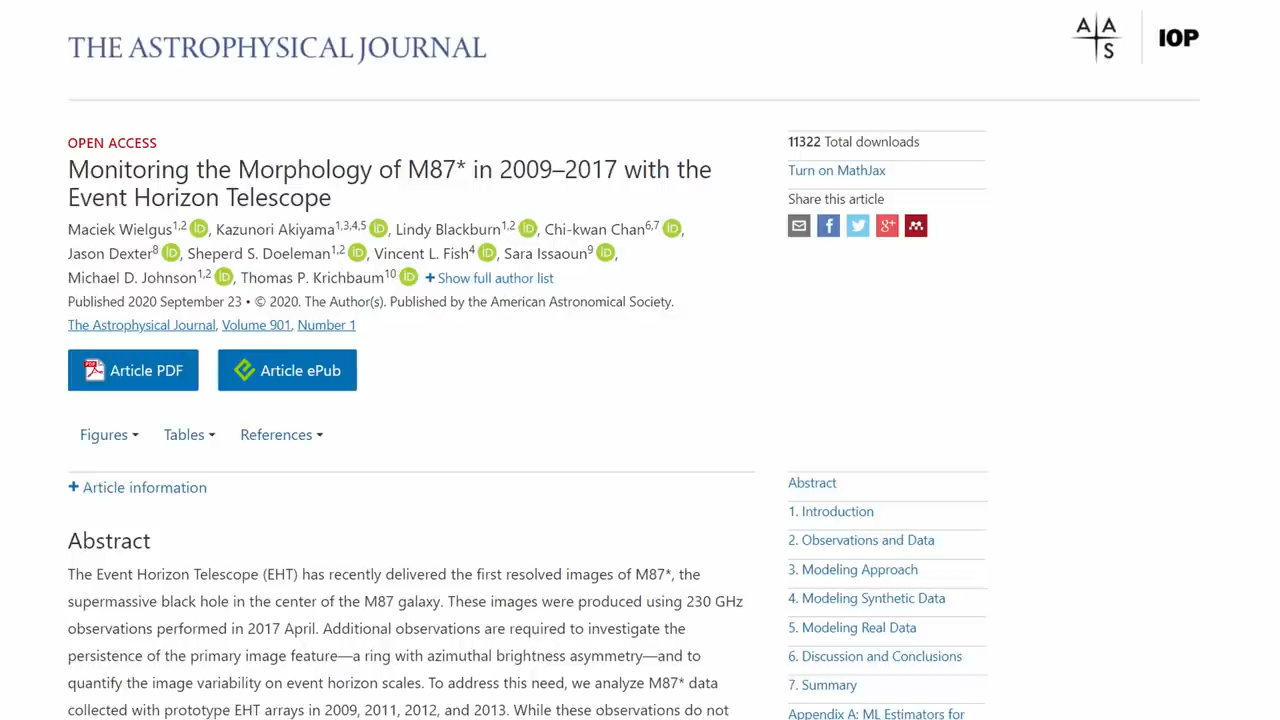 THE ASTROPHYSICAL JOURNAL
A A
S
IOP
OPEN ACCESS
Monitoring the Morphology of M87* in 2009–2017 with the
Event Horizon Telescope
Maciek Wielgus1,2 iD, Kazunori Akiyama1,3,4,5 iD, Lindy Blackburn1,2 iD, Chi-kwan Chan6,7 iD,
Jason Dexter8 iD, Sheperd S. Doeleman1,2 iD, Vincent L. Fish4 iD, Sara Issaoun9 iD,
Michael D. Johnson1,2 iD, Thomas P. Krichbaum10 iD + Show full author list
Published 2020 September 23 • © 2020. The Author(s). Published by the American Astronomical Society.
The Astrophysical Journal, Volume 901, Number 1
Article PDF
Article ePub
Figures
Tables
References
+ Article information
Abstract
The Event Horizon Telescope (EHT) has recently delivered the first resolved images of M87*, the
supermassive black hole in the center of the M87 galaxy. These images were produced using 230 GHz
observations performed in 2017 April. Additional observations are required to investigate the
persistence of the primary image feature—a ring with azimuthal brightness asymmetry—and to
quantify the image variability on event horizon scales. To address this need, we analyze M87* data
collected with prototype EHT arrays in 2009, 2011, 2012, and 2013. While these observations do not
11322 Total downloads
Turn on MathJax
Share this article
Abstract
1. Introduction
2. Observations and Data
3. Modeling Approach
4. Modeling Synthetic Data
5. Modeling Real Data
6. Discussion and Conclusions
7. Summary
Appendix A: ML Estimators for